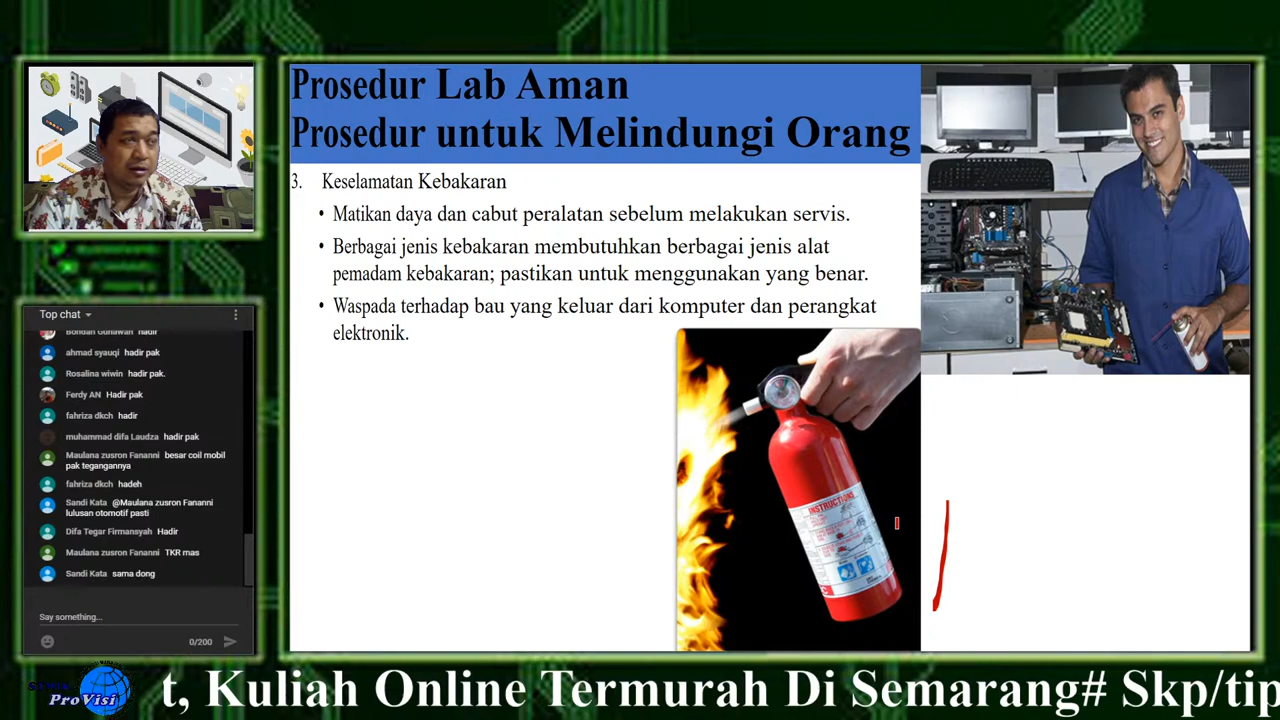 Prosedur Lab Aman
Prosedur untuk Melindungi Orang
3. Keselamatan Kebakaran
• Matikan daya dan cabut peralatan sebelum melakukan servis.
• Berbagai jenis kebakaran membutuhkan berbagai jenis alat
pemadam kebakaran; pastikan untuk menggunakan yang benar.
• Waspada terhadap bau yang keluar dari komputer dan perangkat
elektronik.
INSTRUCTIONS
Top chat
Bondan Gunawan hadir
ahmad syauqi hadir pak
Rosalina wiwin hadir pak.
Ferdy AN Hadir pak
fahriza dkch hadir
muhammad difa Laudza hadir pak
Maulana zusron Fananni besar coil mobil
pak tegangannya
fahriza dkch hadeh
Sandi Kata @Maulana zusron Fananni
lulusan otomotif pasti
Difa Tegar Firmansyah Hadir
Maulana zusron Fananni TKR mas
Sandi Kata sama dong
Say something...
0/200
ProVisi
t, Kuliah Online Termurah Di Semarang# Skp/tip